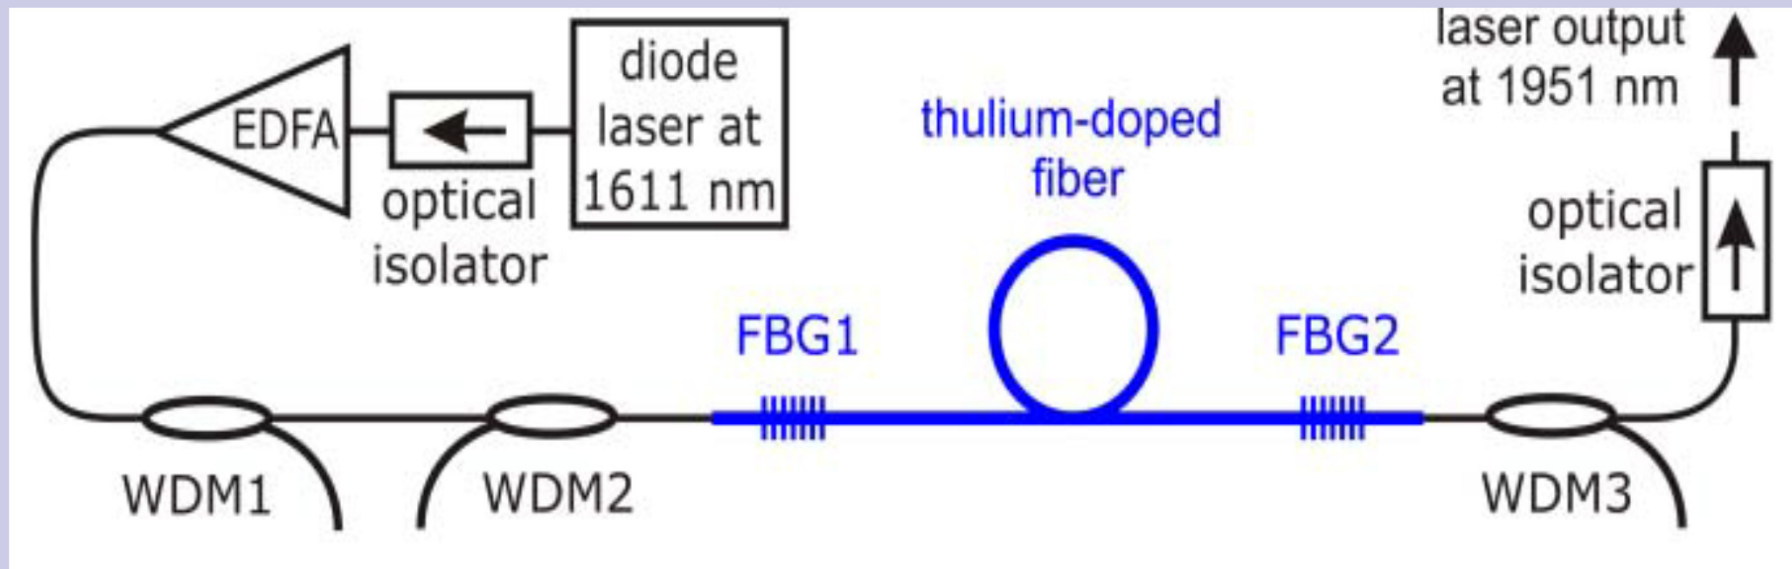 diode
laser at
1611 nm
EDFA
optical
isolator
thulium-doped
fiber
laser output
at 1951 nm
optical
isolator
FBG1
FBG2
WDM1
WDM2
WDM3